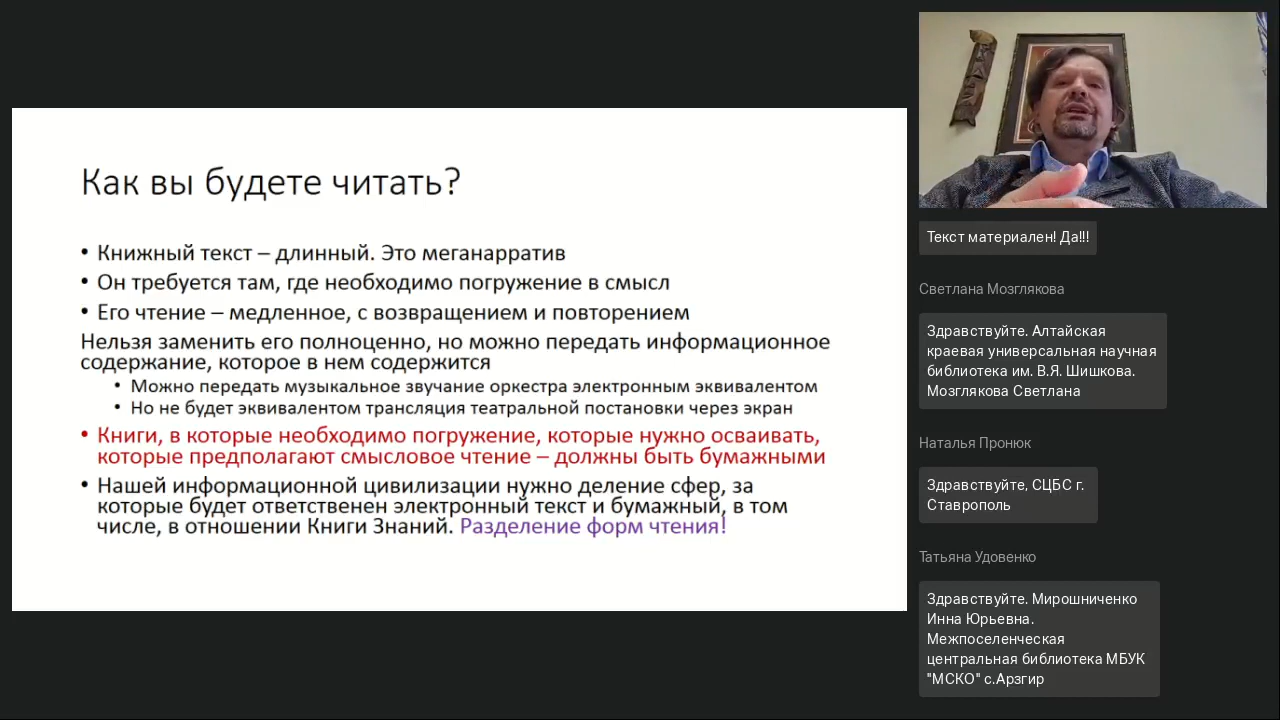 Как вы будете читать?
• Книжный текст – длинный. Это меганарратив
• Он требуется там, где необходимо погружение в смысл
• Его чтение – медленное, с возвращением и повторением
Нельзя заменить его полноценно, но можно передать информационное
содержание, которое в нем содержится
• Можно передать музыкальное звучание оркестра электронным эквивалентом
• Но не будет эквивалентом трансляция театральной постановки через экран
• Книги, в которые необходимо погружение, которые нужно осваивать,
которые предполагают смысловое чтение – должны быть бумажными
• Нашей информационной цивилизации нужно деление сфер, за
которые будет ответственен электронный текст и бумажный, в том
числе, в отношении Книги Знаний. Разделение форм чтения!
Текст материален! Да!!!
Светлана Мозглякова
Здравствуйте. Алтайская
краевая универсальная научная
библиотека им. В.Я. Шишкова.
Мозглякова Светлана
Наталья Пронюк
Здравствуйте, СЦБС г.
Ставрополь
Татьяна Удовенко
Здравствуйте. Мирошниченко
Инна Юрьевна.
Межпоселенческая
центральная библиотека МБУК
"МСКО" с.Арзгир